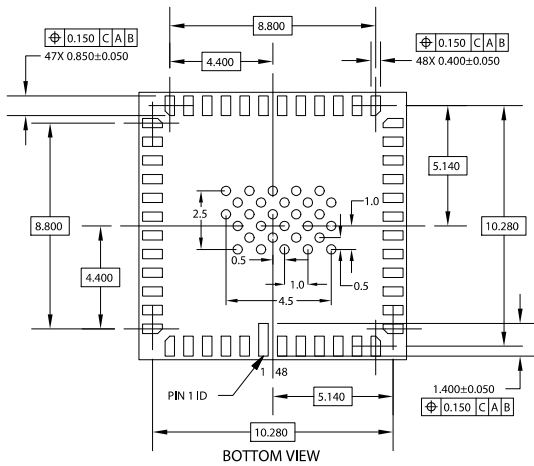 8.800
⌖ 0.150 C A B
47X 0.850±0.050
⌖ 0.150 C A B
48X 0.400±0.050
4.400
5.140
8.800
2.5
1.0
10.280
4.400
0.5
1.0
0.5
4.5
1 48
PIN 1 ID
5.140
1.400±0.050
⌖ 0.150 C A B
10.280
BOTTOM VIEW